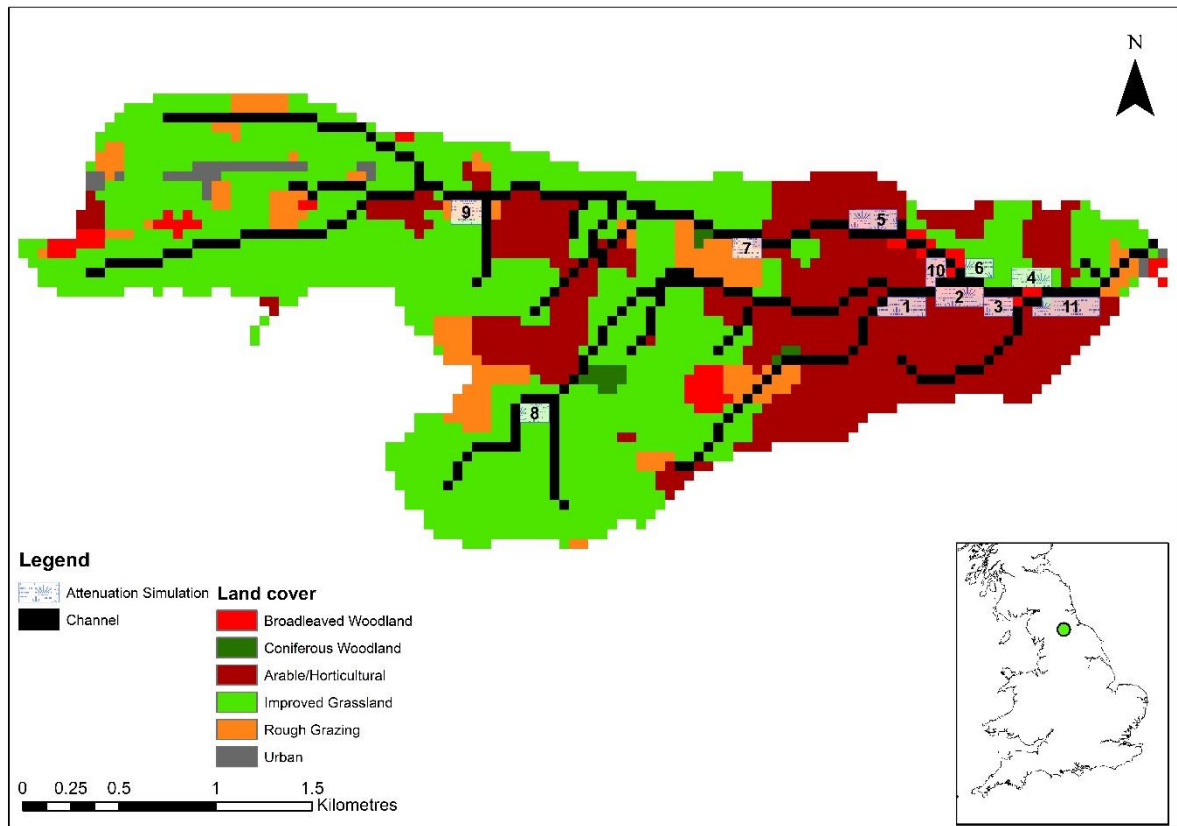 N
9
5
7
10
6
4
1
2
3
11
8
Legend
Attenuation Simulation
Channel
Land cover
Broadleaved Woodland
Coniferous Woodland
Arable/Horticultural
Improved Grassland
Rough Grazing
Urban
0 0.25 0.5 1 1.5
Kilometres